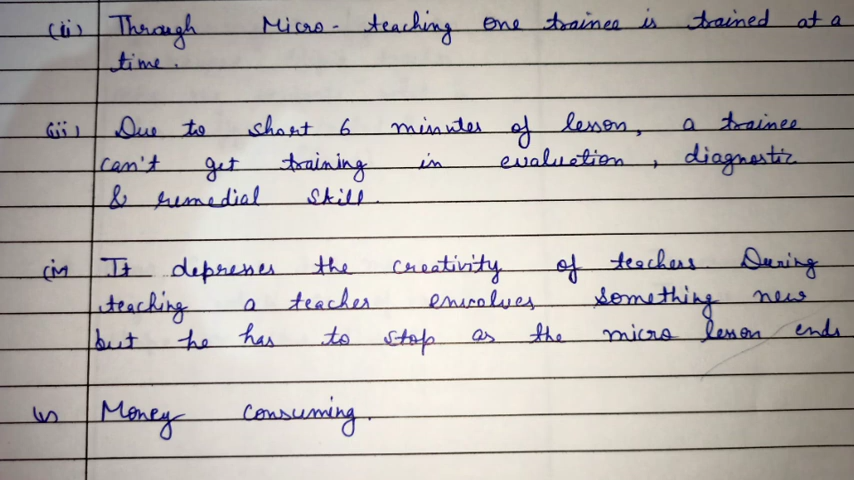 (ii) Through Micro- teaching one trainee is trained at a
time.
(iii) Due to short 6 minutes of lesson, a trainee
can't get training in evaluation, diagnostic
& remedial skill.
(iv It depresses the creativity of teachers. During
teaching a teacher envolves something new
but he has to stop as the micro lesson ends
(v) Money consuming.